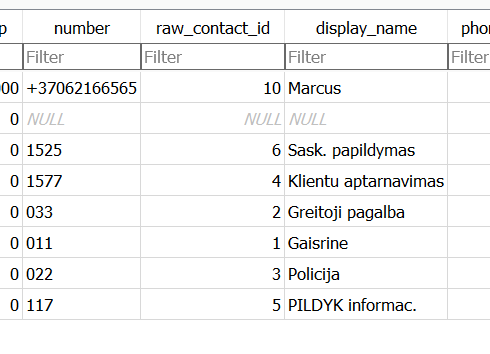 p number raw_contact_id display_name phon
Filter Filter Filter Filter
000 +37062166565 10 Marcus
0 NULL NULL NULL
0 1525 6 Sask. papildymas
0 1577 4 Klientu aptarnavimas
0 033 2 Greitoji pagalba
0 011 1 Gaisrine
0 022 3 Policija
0 117 5 PILDYK informac.